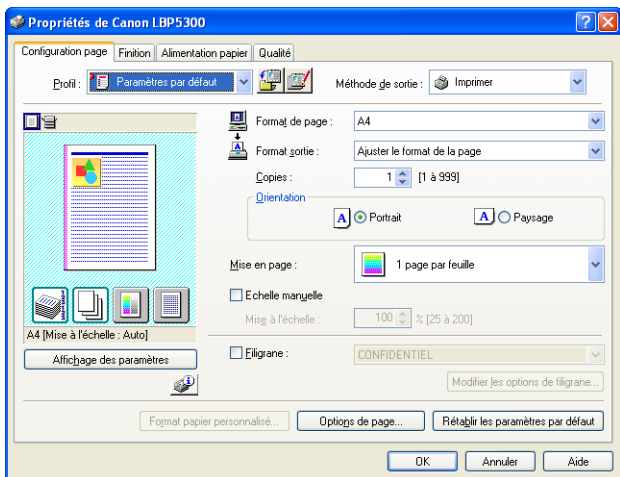 Propriétés de Canon LBP5300
Configuration page Finition Alimentation papier Qualité
Profil : Paramètres par défaut Méthode de sortie : Imprimer
Format de page : A4
Format sortie : Ajuster le format de la page
Copies : 1 [1 à 999]
Orientation
A Portrait A Paysage
Mise en page : 1 page par feuille
Echelle manuelle
Mise à l'échelle : 100 % [25 à 200]
A4 [Mise à l'échelle : Auto]
Affichage des paramètres
Filigrane : CONFIDENTIEL
Modifier les options de filigrane...
Format papier personnalisé... Options de page... Rétablir les paramètres par défaut
OK Annuler Aide